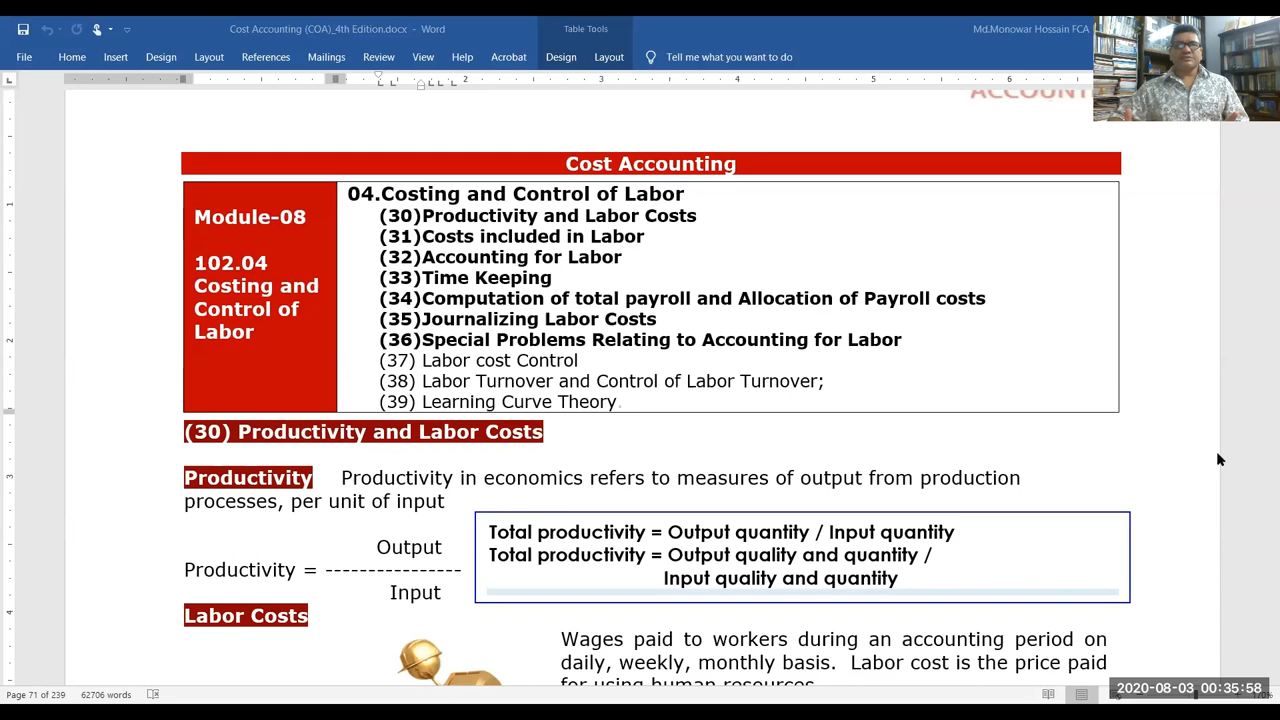 Cost Accounting (COA)_4th Edition.docx - Word
Table Tools
Md.Monowar Hossain FCA
File Home Insert Design Layout References Mailings Review View Help Acrobat Design Layout Tell me what you want to do
2 3 4 5 6
Cost Accounting
Module-08
102.04
Costing and
Control of
Labor
04.Costing and Control of Labor
(30)Productivity and Labor Costs
(31)Costs included in Labor
(32)Accounting for Labor
(33)Time Keeping
(34)Computation of total payroll and Allocation of Payroll costs
(35)Journalizing Labor Costs
(36)Special Problems Relating to Accounting for Labor
(37) Labor cost Control
(38) Labor Turnover and Control of Labor Turnover;
(39) Learning Curve Theory.
(30) Productivity and Labor Costs
Productivity Productivity in economics refers to measures of output from production
processes, per unit of input
Total productivity = Output quantity / Input quantity
Total productivity = Output quality and quantity /
Input quality and quantity
Output
Productivity = ---------------
Input
Labor Costs
Wages paid to workers during an accounting period on
daily, weekly, monthly basis. Labor cost is the price paid
for using human resources.
Page 71 of 239 62706 words
2020-08-03 00:35:58